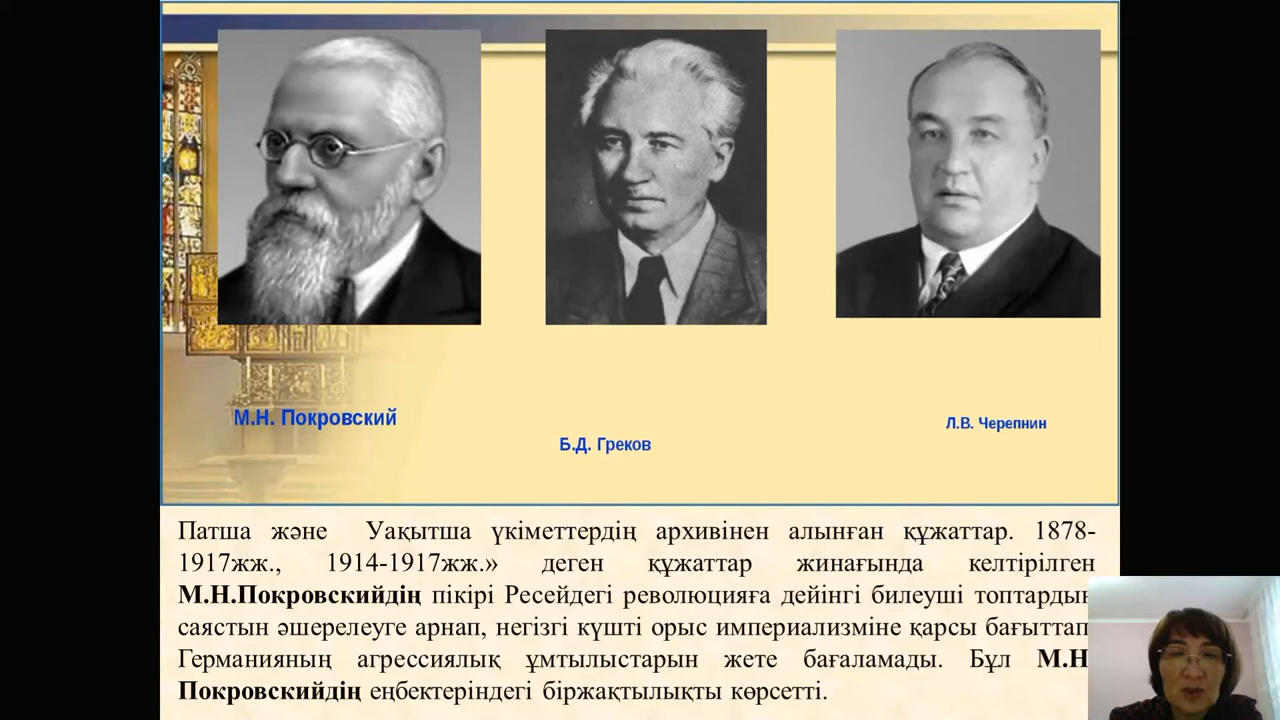 М.Н. Покровский
Б.Д. Греков
Л.В. Черепнин
Патша және Уақытша үкіметтердің архивінен алынған құжаттар. 1878-
1917жж., 1914-1917жж.» деген құжаттар жинағында келтірілген
М.Н.Покровскийдің пікірі Ресейдегі революцияға дейінгі билеуші топтардың
саястын әшерелеуге арнап, негізгі күшті орыс империализміне қарсы бағыттап
Германияның агрессиялық ұмтылыстарын жете бағаламады. Бұл М.Н
Покровскийдің еңбектеріндегі біржақтылықты көрсетті.